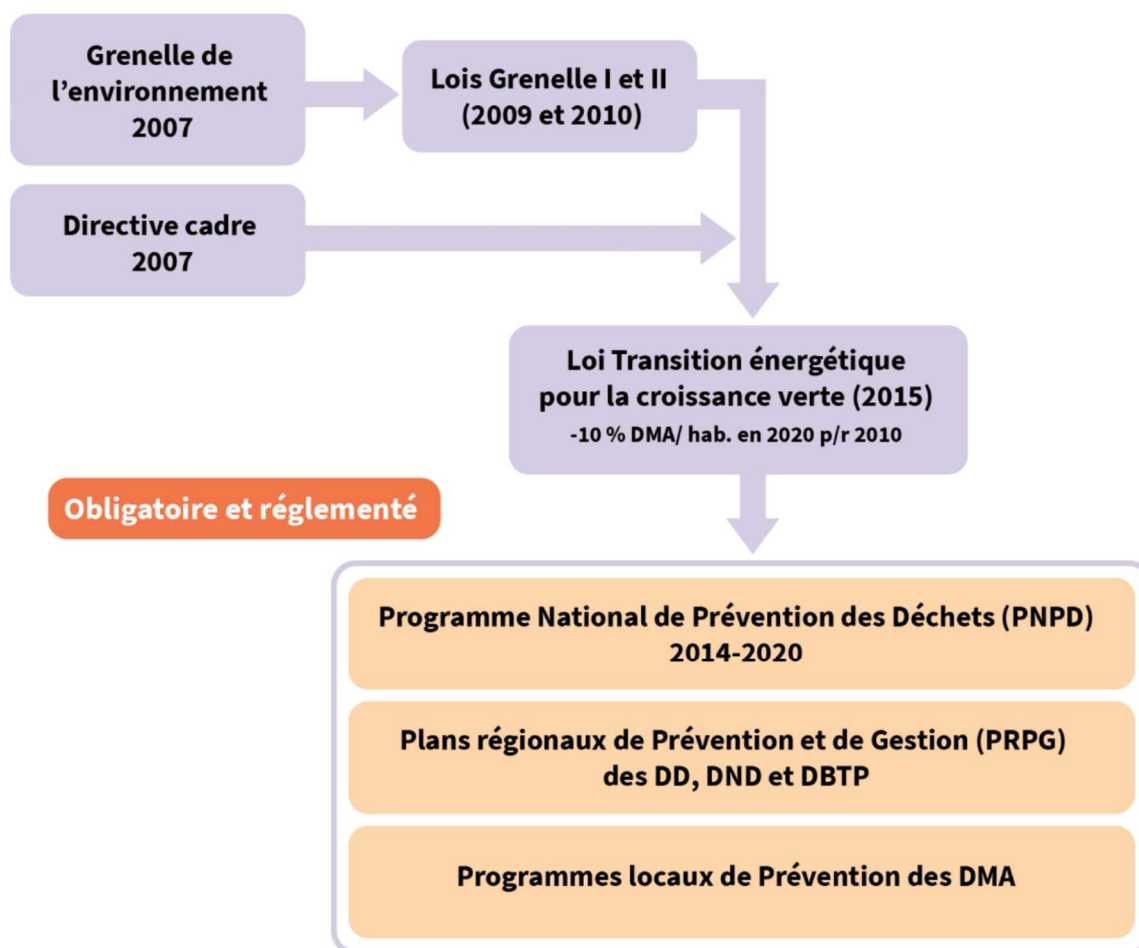 Grenelle de
l’environnement
2007
Lois Grenelle I et II
(2009 et 2010)
Directive cadre
2007
Loi Transition énergétique
pour la croissance verte (2015)
-10 % DMA/ hab. en 2020 p/r 2010
Obligatoire et réglementé
Programme National de Prévention des Déchets (PNPD)
2014-2020
Plans régionaux de Prévention et de Gestion (PRPG)
des DD, DND et DBTP
Programmes locaux de Prévention des DMA